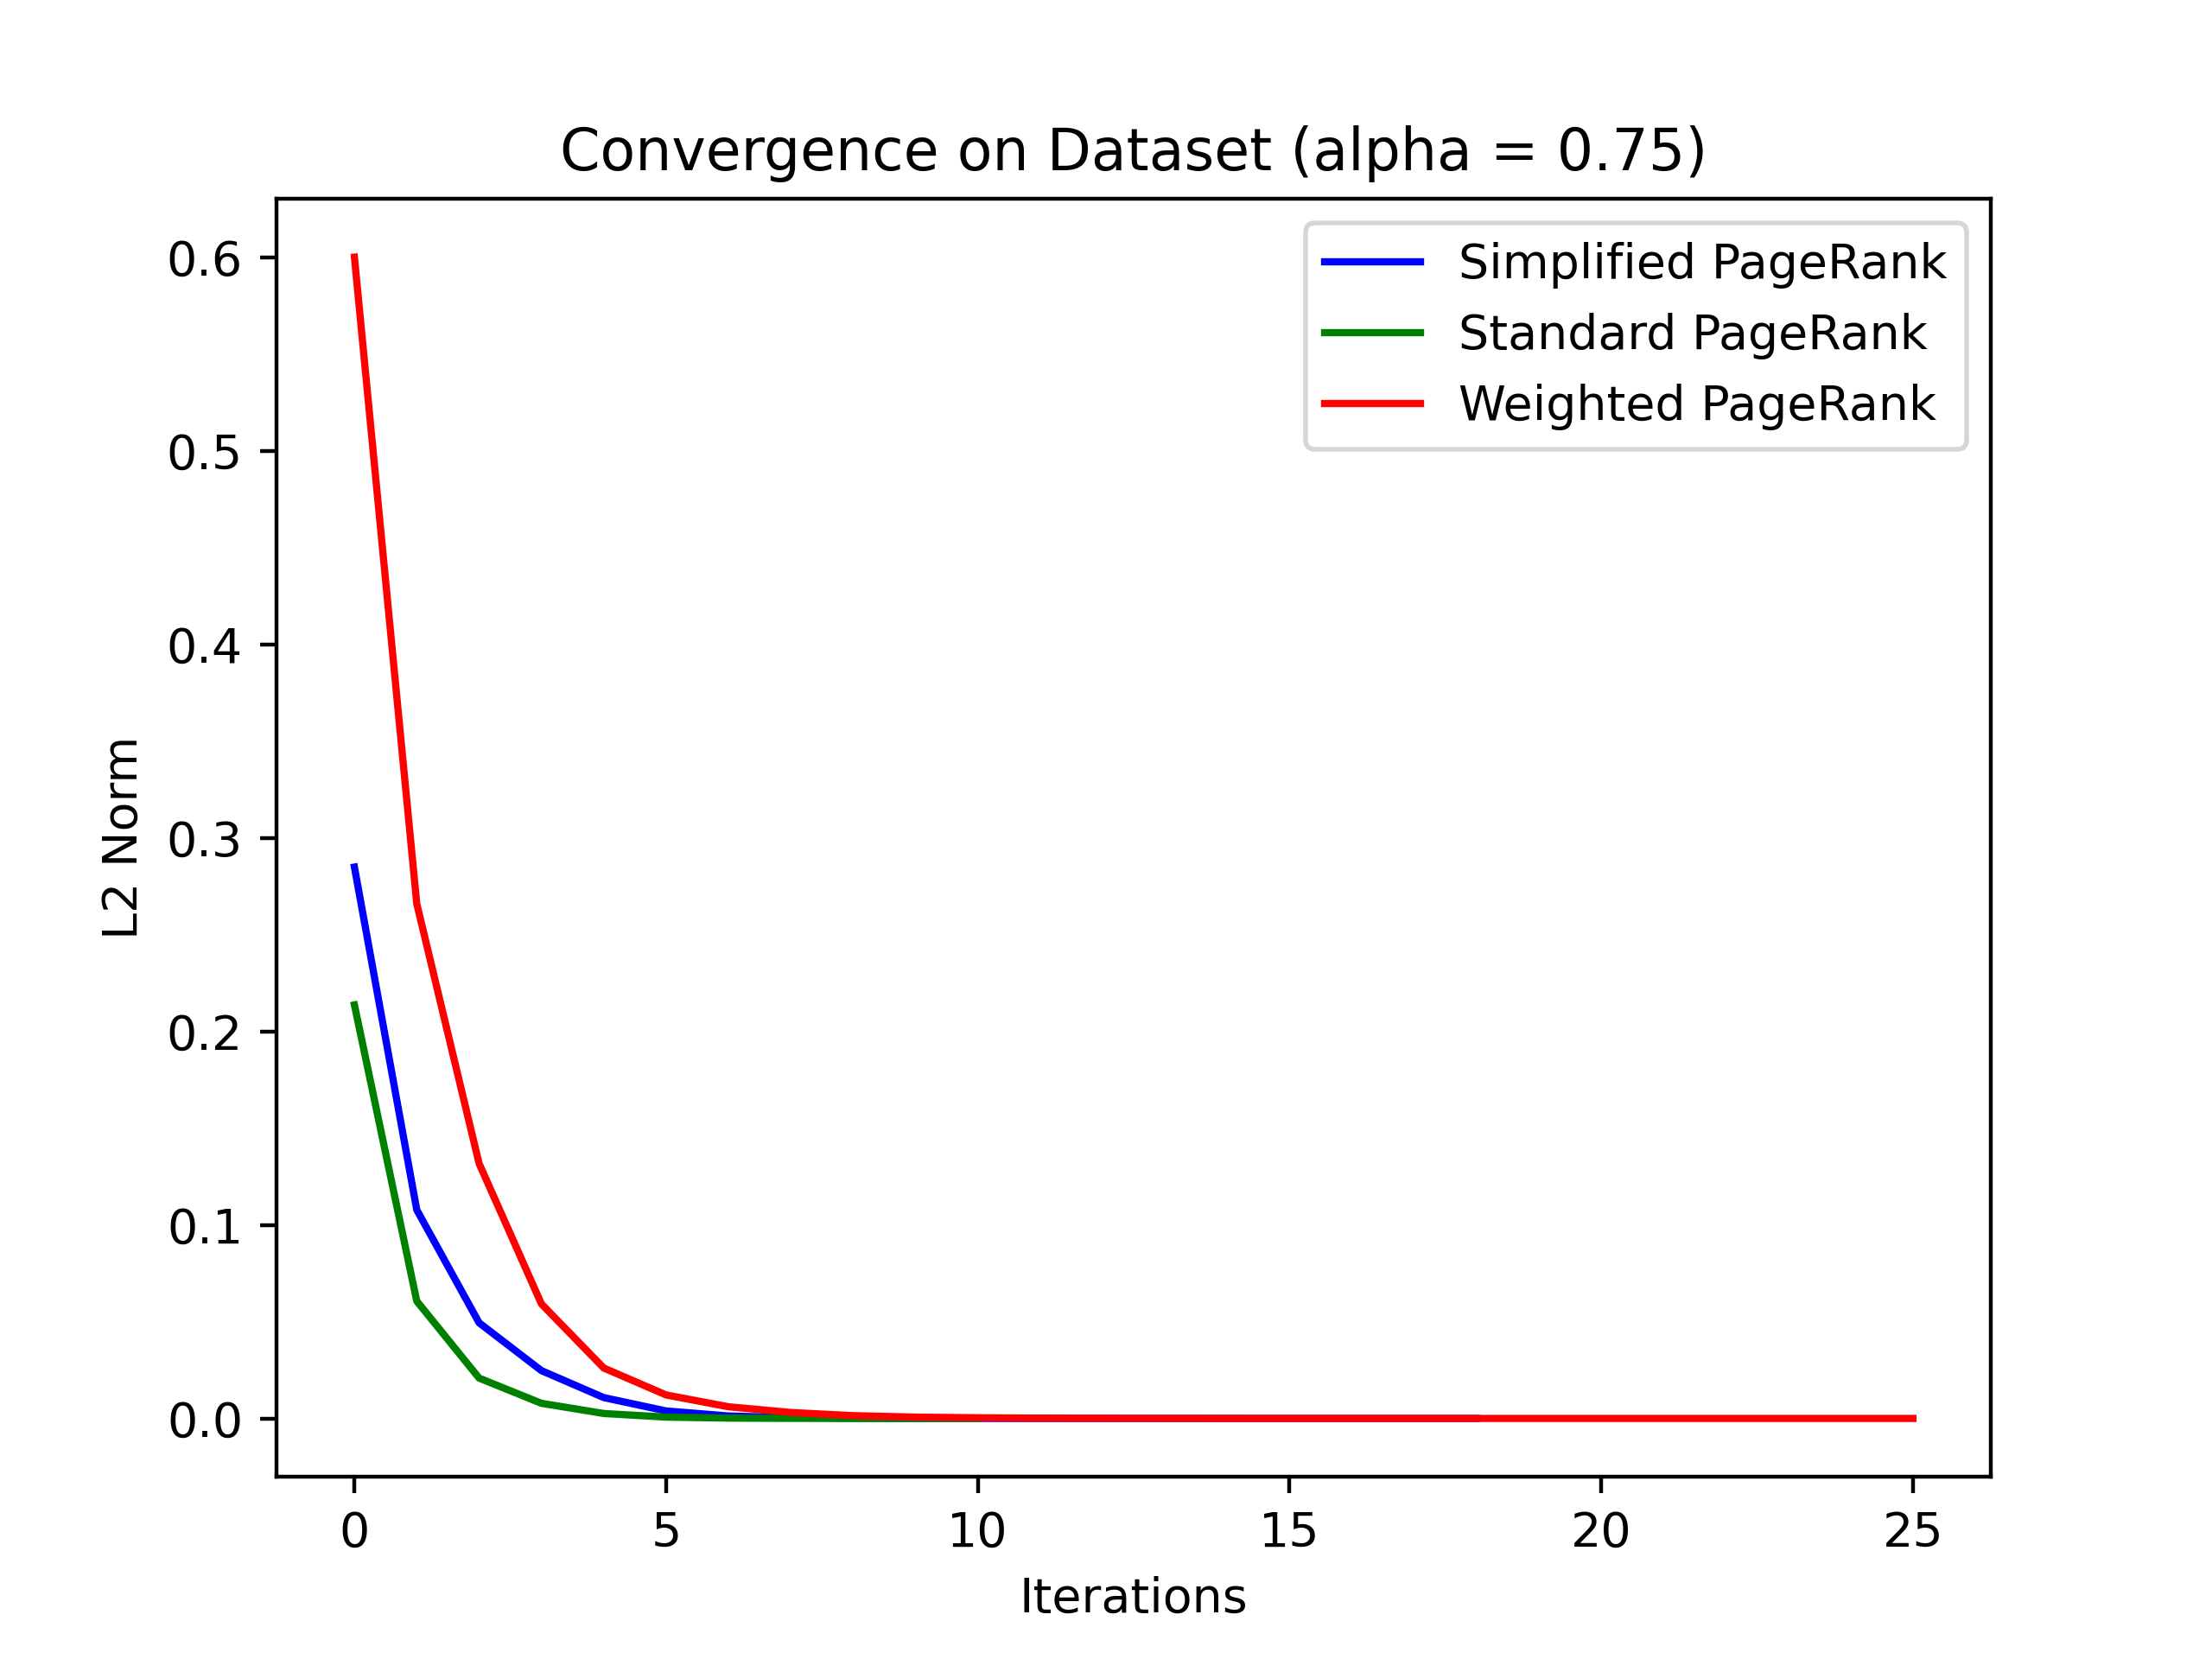 Convergence on Dataset (alpha = 0.75)
Simplified PageRank
Standard PageRank
Weighted PageRank
0.6
0.5
0.4
0.3
0.2
0.1
0.0
L2 Norm
0 5 10 15 20 25
Iterations